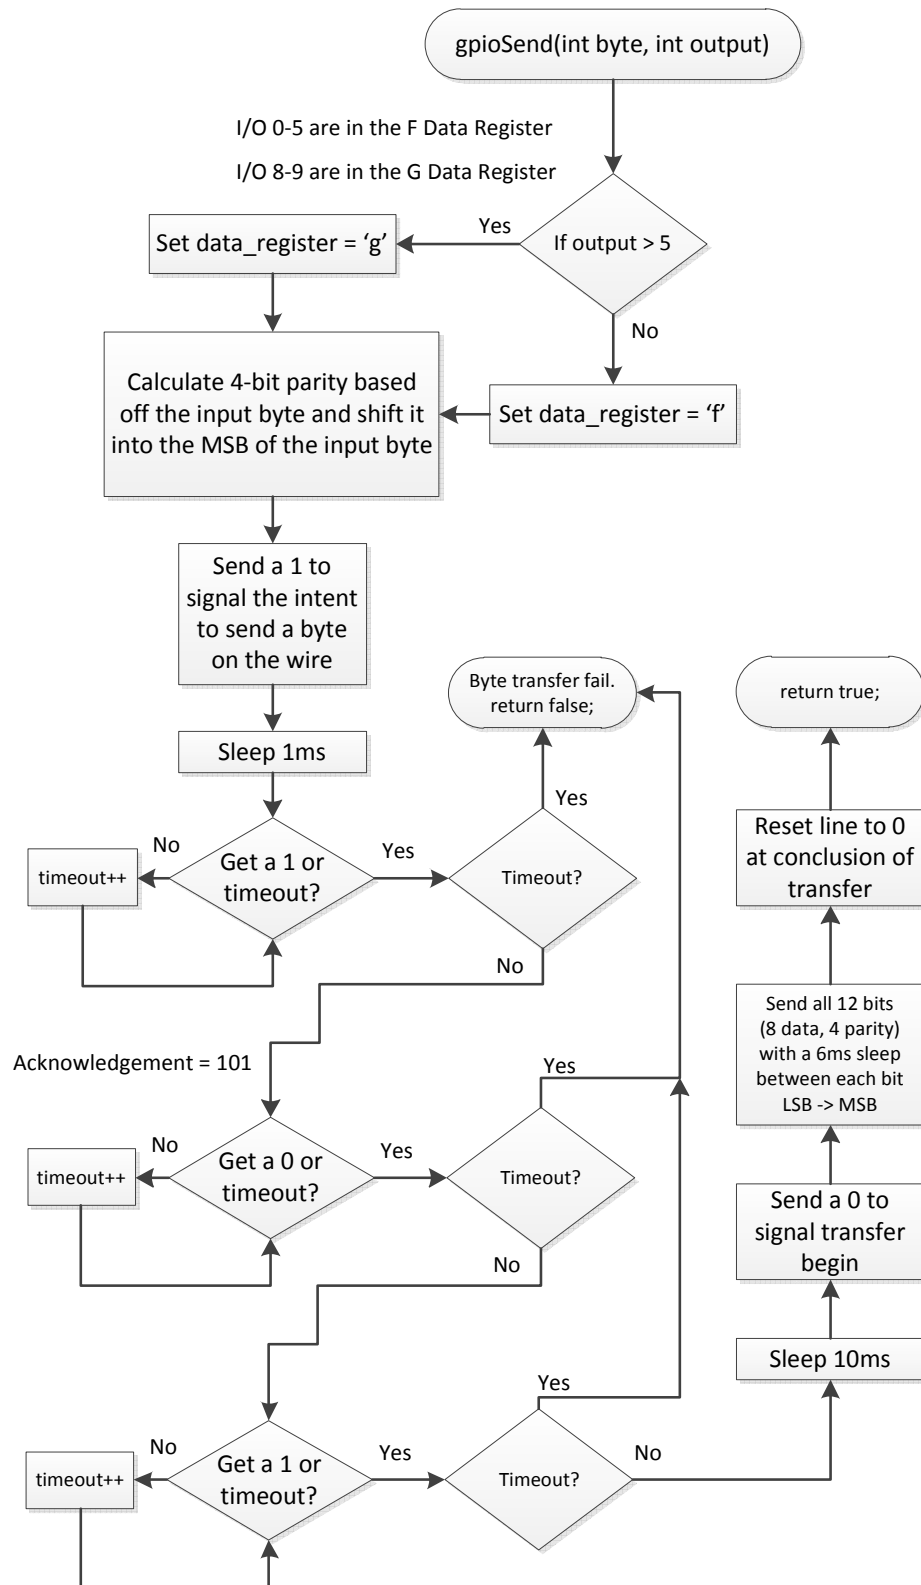 gpioSend(int byte, int output)
I/O 0-5 are in the F Data Register
I/O 8-9 are in the G Data Register
Yes
If output > 5
Set data_register = ‘g’
No
Calculate 4-bit parity based
off the input byte and shift it
into the MSB of the input byte
Set data_register = ‘f’
Send a 1 to
signal the intent
to send a byte
on the wire
Byte transfer fail.
return false;
return true;
Sleep 1ms
Yes
No
Get a 1 or
timeout?
Yes
timeout++
Timeout?
Reset line to 0
at conclusion of
transfer
No
Send all 12 bits
(8 data, 4 parity)
with a 6ms sleep
between each bit
LSB -> MSB
Acknowledgement = 101
Yes
No
Get a 0 or
timeout?
Yes
timeout++
Timeout?
Send a 0 to
signal transfer
begin
No
Sleep 10ms
Yes
No
Get a 1 or
timeout?
Yes
timeout++
Timeout?
No